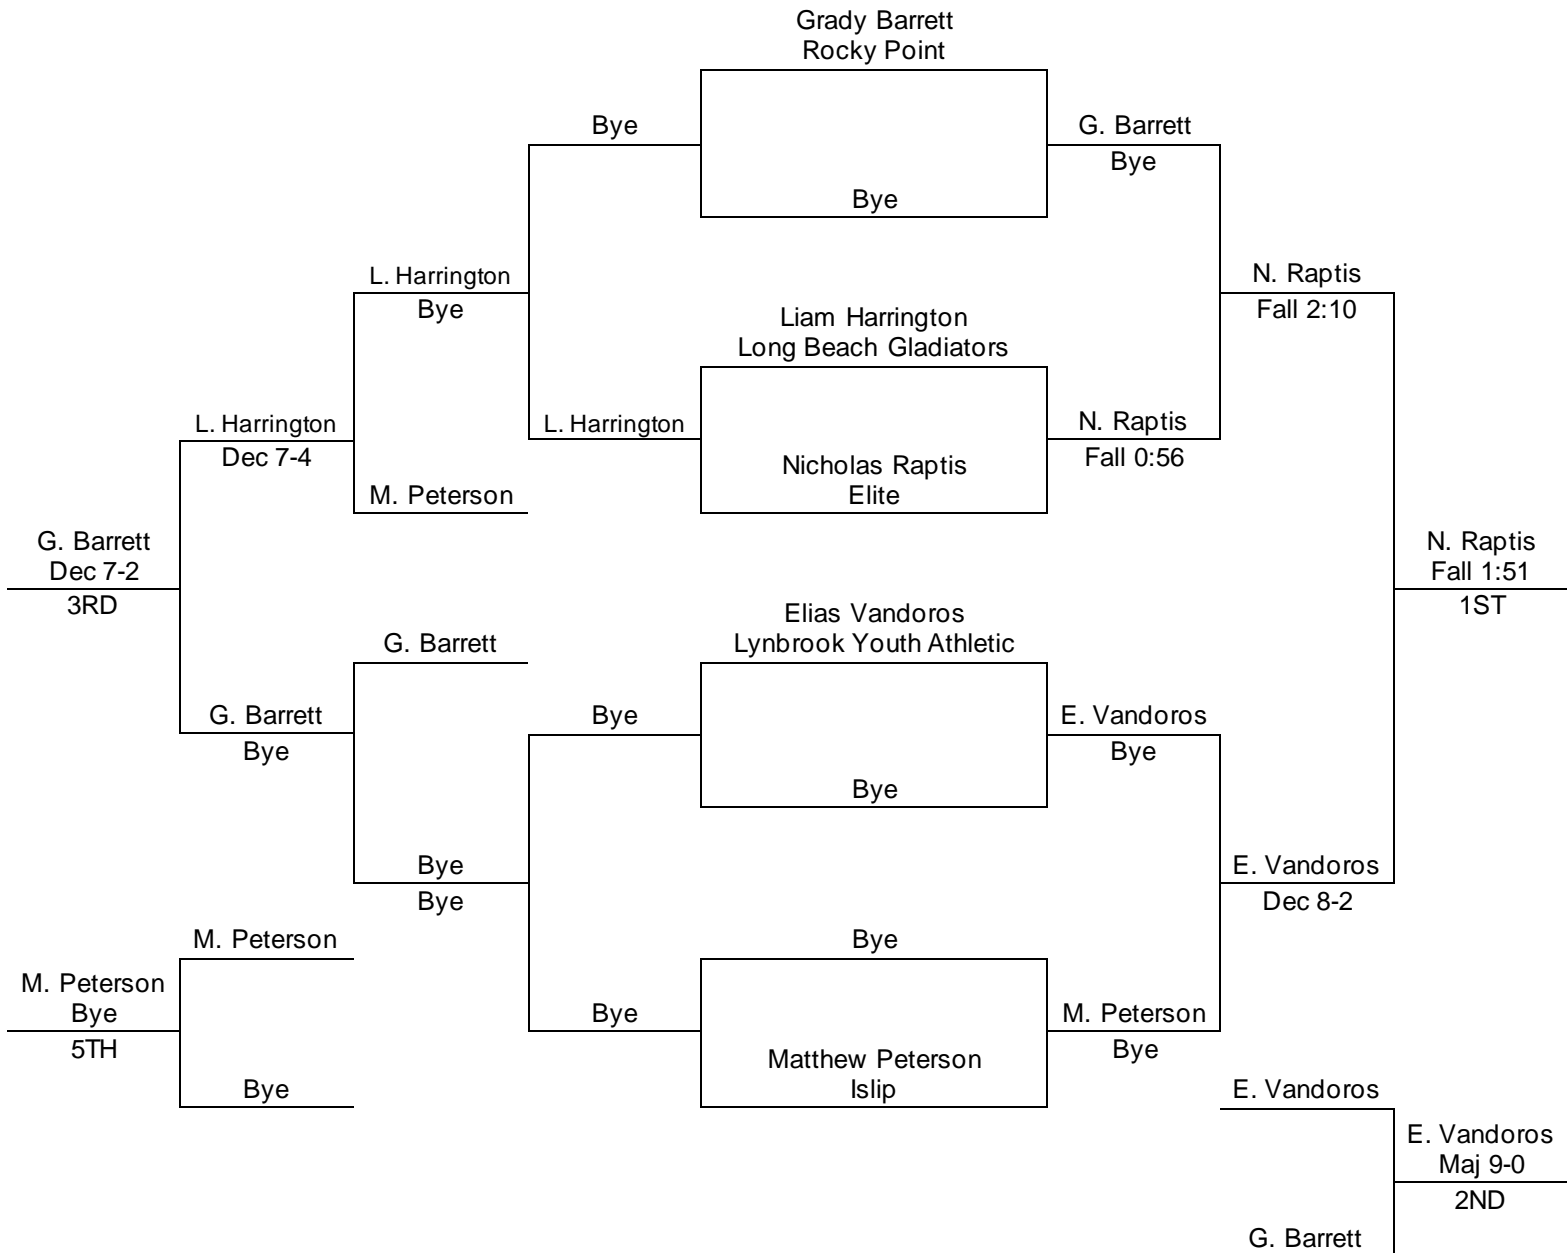 Grady Barrett
Rocky Point
Bye
G. Barrett
Bye
Bye
L. Harrington
Bye
N. Raptis
Fall 2:10
Liam Harrington
Long Beach Gladiators
L. Harrington
Dec 7-4
L. Harrington
N. Raptis
Fall 0:56
Nicholas Raptis
Elite
M. Peterson
G. Barrett
Dec 7-2
3RD
N. Raptis
Fall 1:51
1ST
Elias Vandoros
Lynbrook Youth Athletic
G. Barrett
G. Barrett
Bye
Bye
E. Vandoros
Bye
Bye
Bye
Bye
E. Vandoros
Dec 8-2
M. Peterson
Bye
M. Peterson
Bye
5TH
Bye
M. Peterson
Bye
Matthew Peterson
Islip
Bye
E. Vandoros
E. Vandoros
Maj 9-0
2ND
G. Barrett